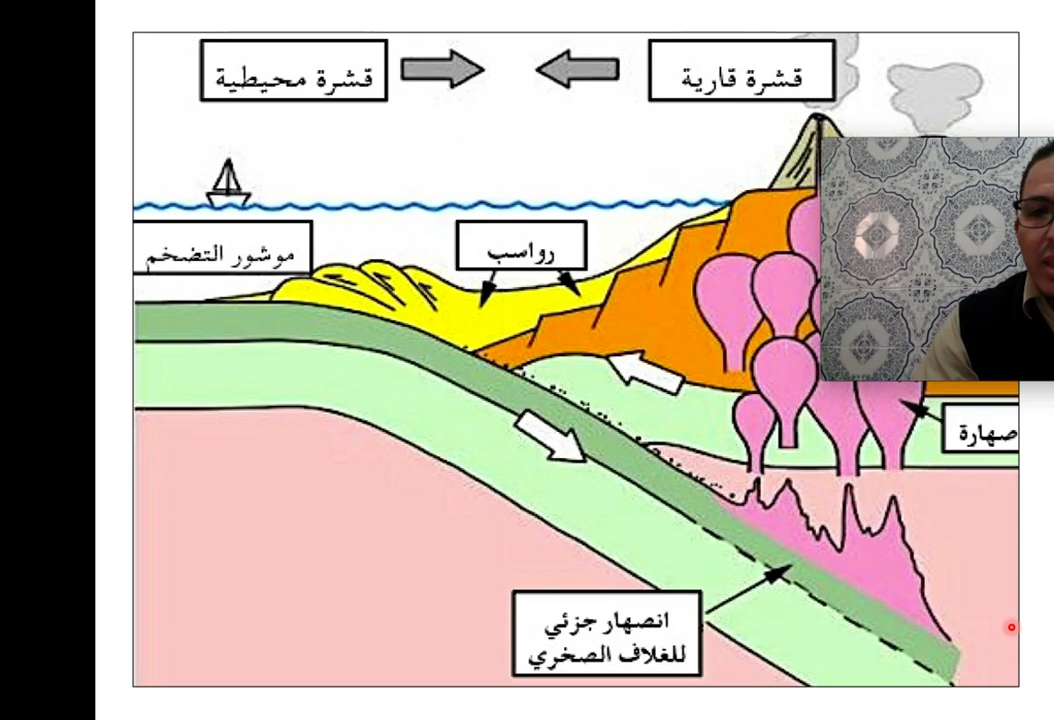 قشرة محيطية
قشرة قارية
موشور التضخم
رواسب
صهارة
انصهار جزئي
للغلاف الصخري